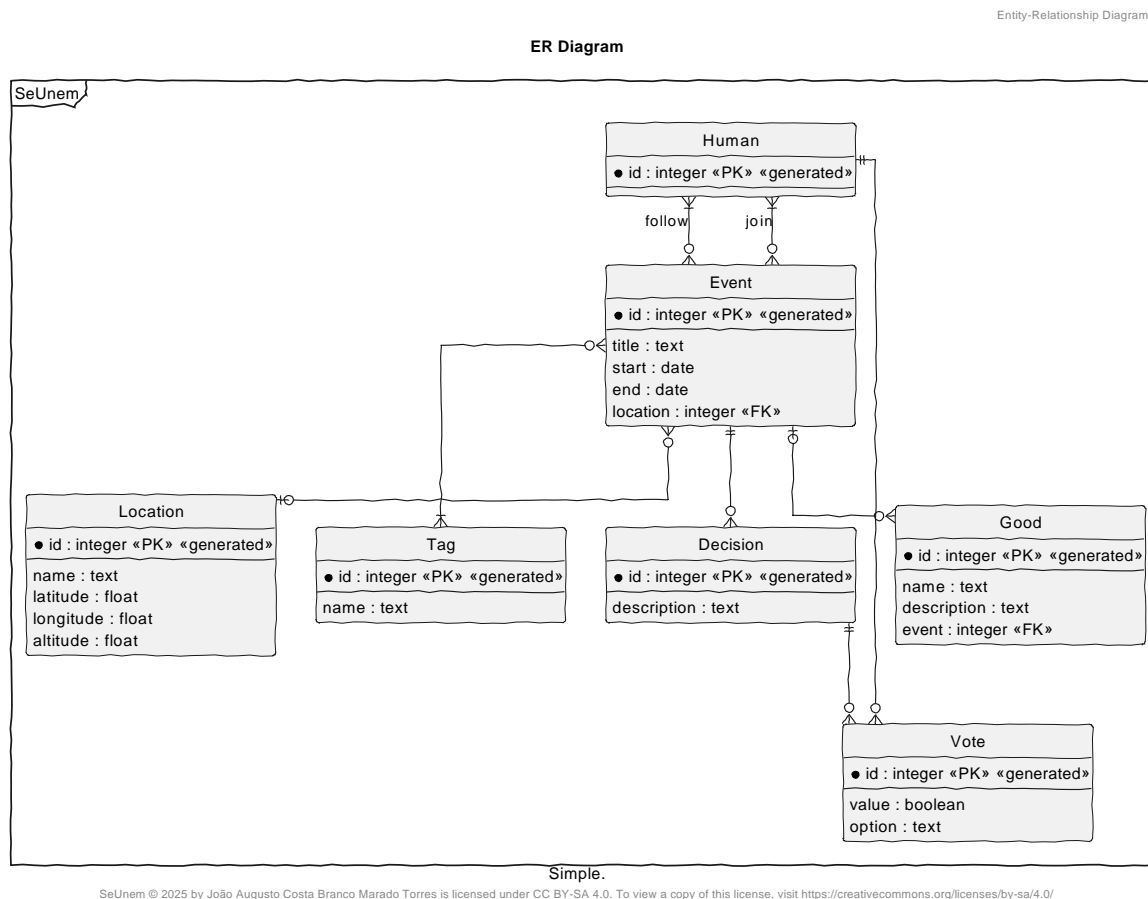 Entity-Relationship Diagram
ER Diagram
SeUnem
Human
id : integer «PK» «generated»
follow
join
Event
id : integer «PK» «generated»
title : text
start : date
end : date
location : integer «FK»
Location
id : integer «PK» «generated»
name : text
latitude : float
longitude : float
altitude : float
Tag
id : integer «PK» «generated»
name : text
Decision
id : integer «PK» «generated»
description : text
Good
id : integer «PK» «generated»
name : text
description : text
event : integer «FK»
Vote
id : integer «PK» «generated»
value : boolean
option : text
Simple.
SeUnem © 2025 by João Augusto Costa Branco Marado Torres is licensed under CC BY-SA 4.0. To view a copy of this license, visit https://creativecommons.org/licenses/by-sa/4.0/